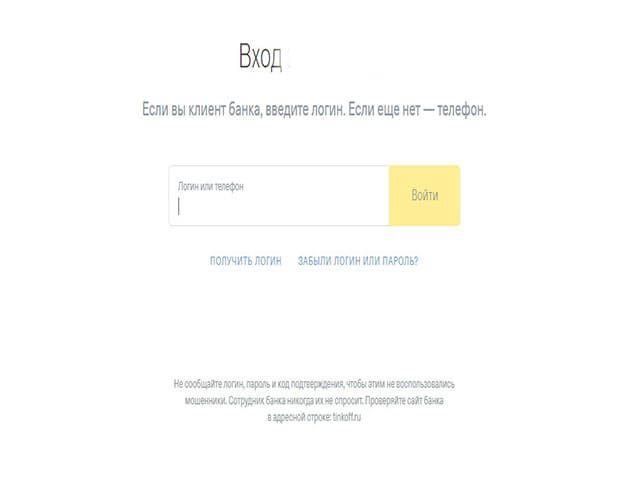 Вход
Если вы клиент банка, введите логин. Если еще нет — телефон.
Логин или телефон
Войти
ПОЛУЧИТЬ ЛОГИН ЗАБЫЛИ ЛОГИН ИЛИ ПАРОЛЬ?
Не сообщайте логин, пароль и код подтверждения, чтобы этим не воспользовались
мошенники. Сотрудник банка никогда их не спросит. Проверяйте сайт банка
в адресной строке: tinkoff.ru